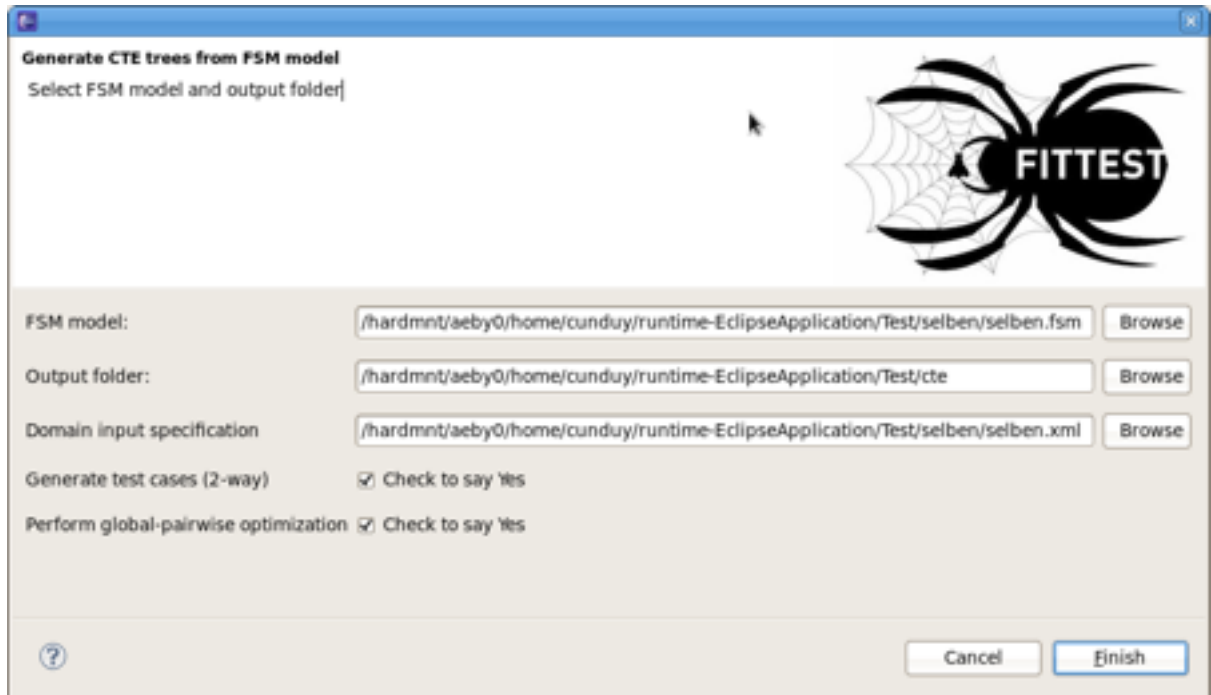 Generate CTE trees from FSM model
Select FSM model and output folder
FITTEST
FSM model: /hardmnt/aeby0/home/cunduy/runtime-EclipseApplication/Test/selben/selben.fsm Browse
Output folder: /hardmnt/aeby0/home/cunduy/runtime-EclipseApplication/Test/cte Browse
Domain input specification /hardmnt/aeby0/home/cunduy/runtime-EclipseApplication/Test/selben/selben.xml Browse
Generate test cases (2-way) Check to say Yes
Perform global-pairwise optimization Check to say Yes
? Cancel Finish